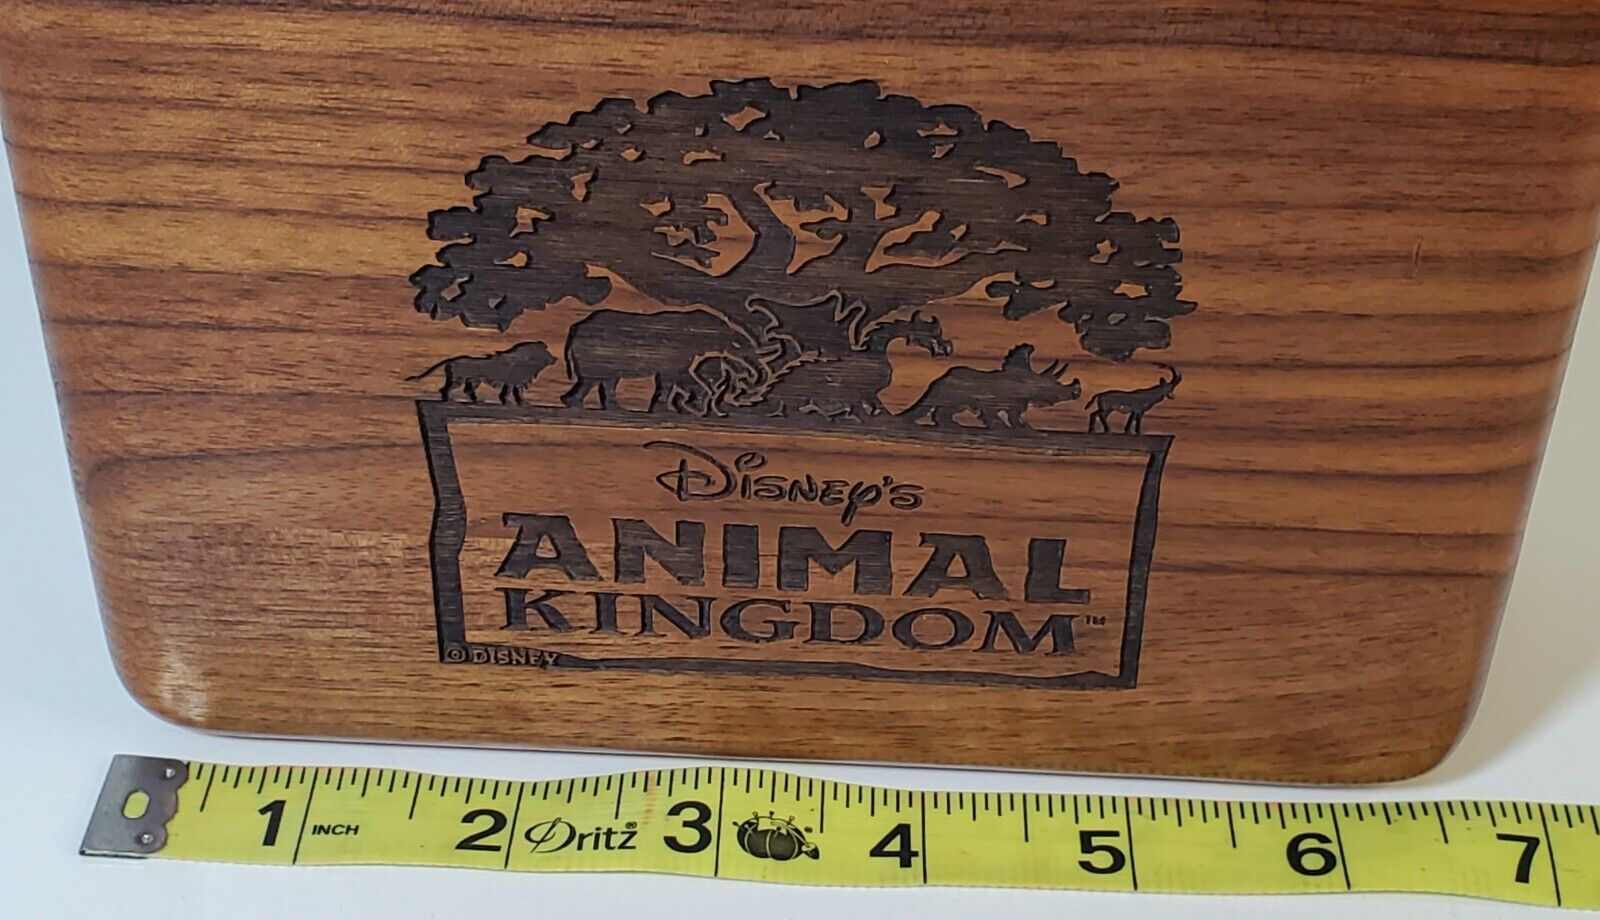 Disney's
ANIMAL
KINGDOM™
© DISNEY
1 INCH 2 Dritz® 3 4 5 6 7